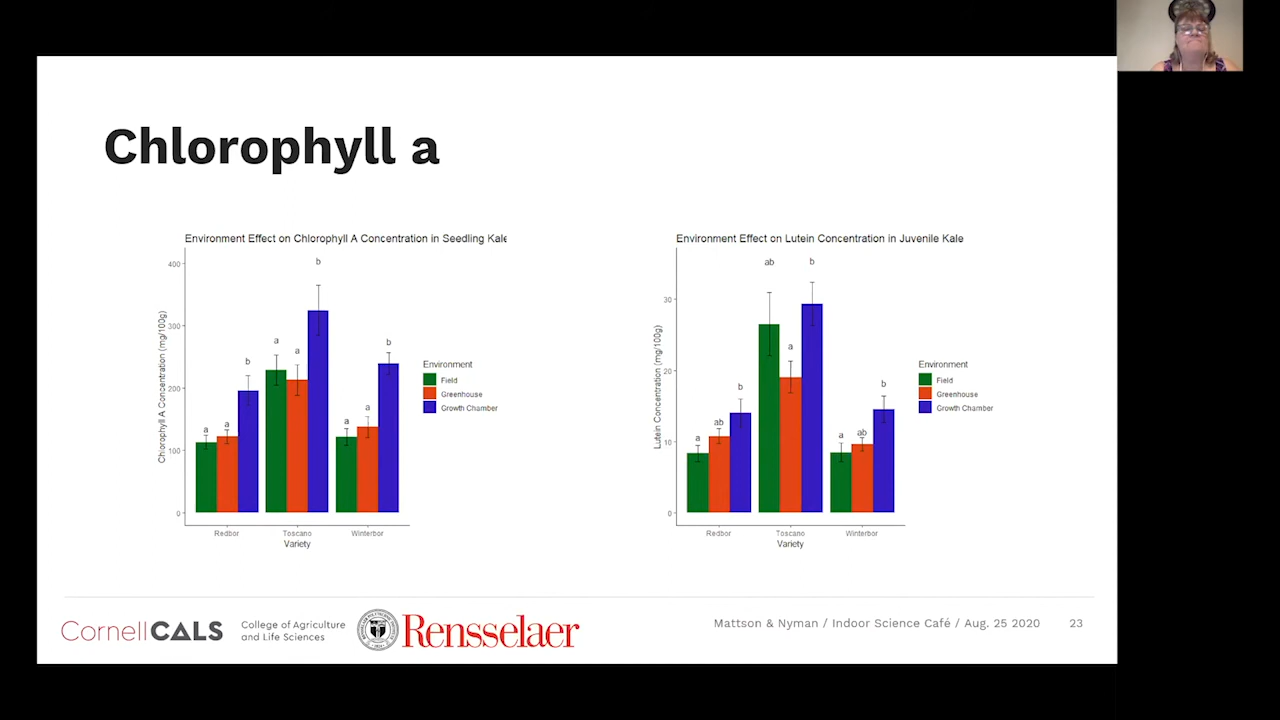 Chlorophyll a
Environment Effect on Chlorophyll A Concentration in Seedling Kale
Chlorophyll A Concentration (mg/100g)
400
300
200
100
0
a
a
b
a
a
b
a
a
b
Redbor
Toscano
Winterbor
Variety
Environment
Field
Greenhouse
Growth Chamber
Environment Effect on Lutein Concentration in Juvenile Kale
Lutein Concentration (mg/100g)
30
20
10
0
a
ab
b
ab
a
b
a
ab
b
Redbor
Toscano
Winterbor
Variety
Environment
Field
Greenhouse
Growth Chamber
CornellCALS
College of Agriculture
and Life Sciences
Rensselaer
Mattson & Nyman / Indoor Science Café / Aug. 25 2020
23